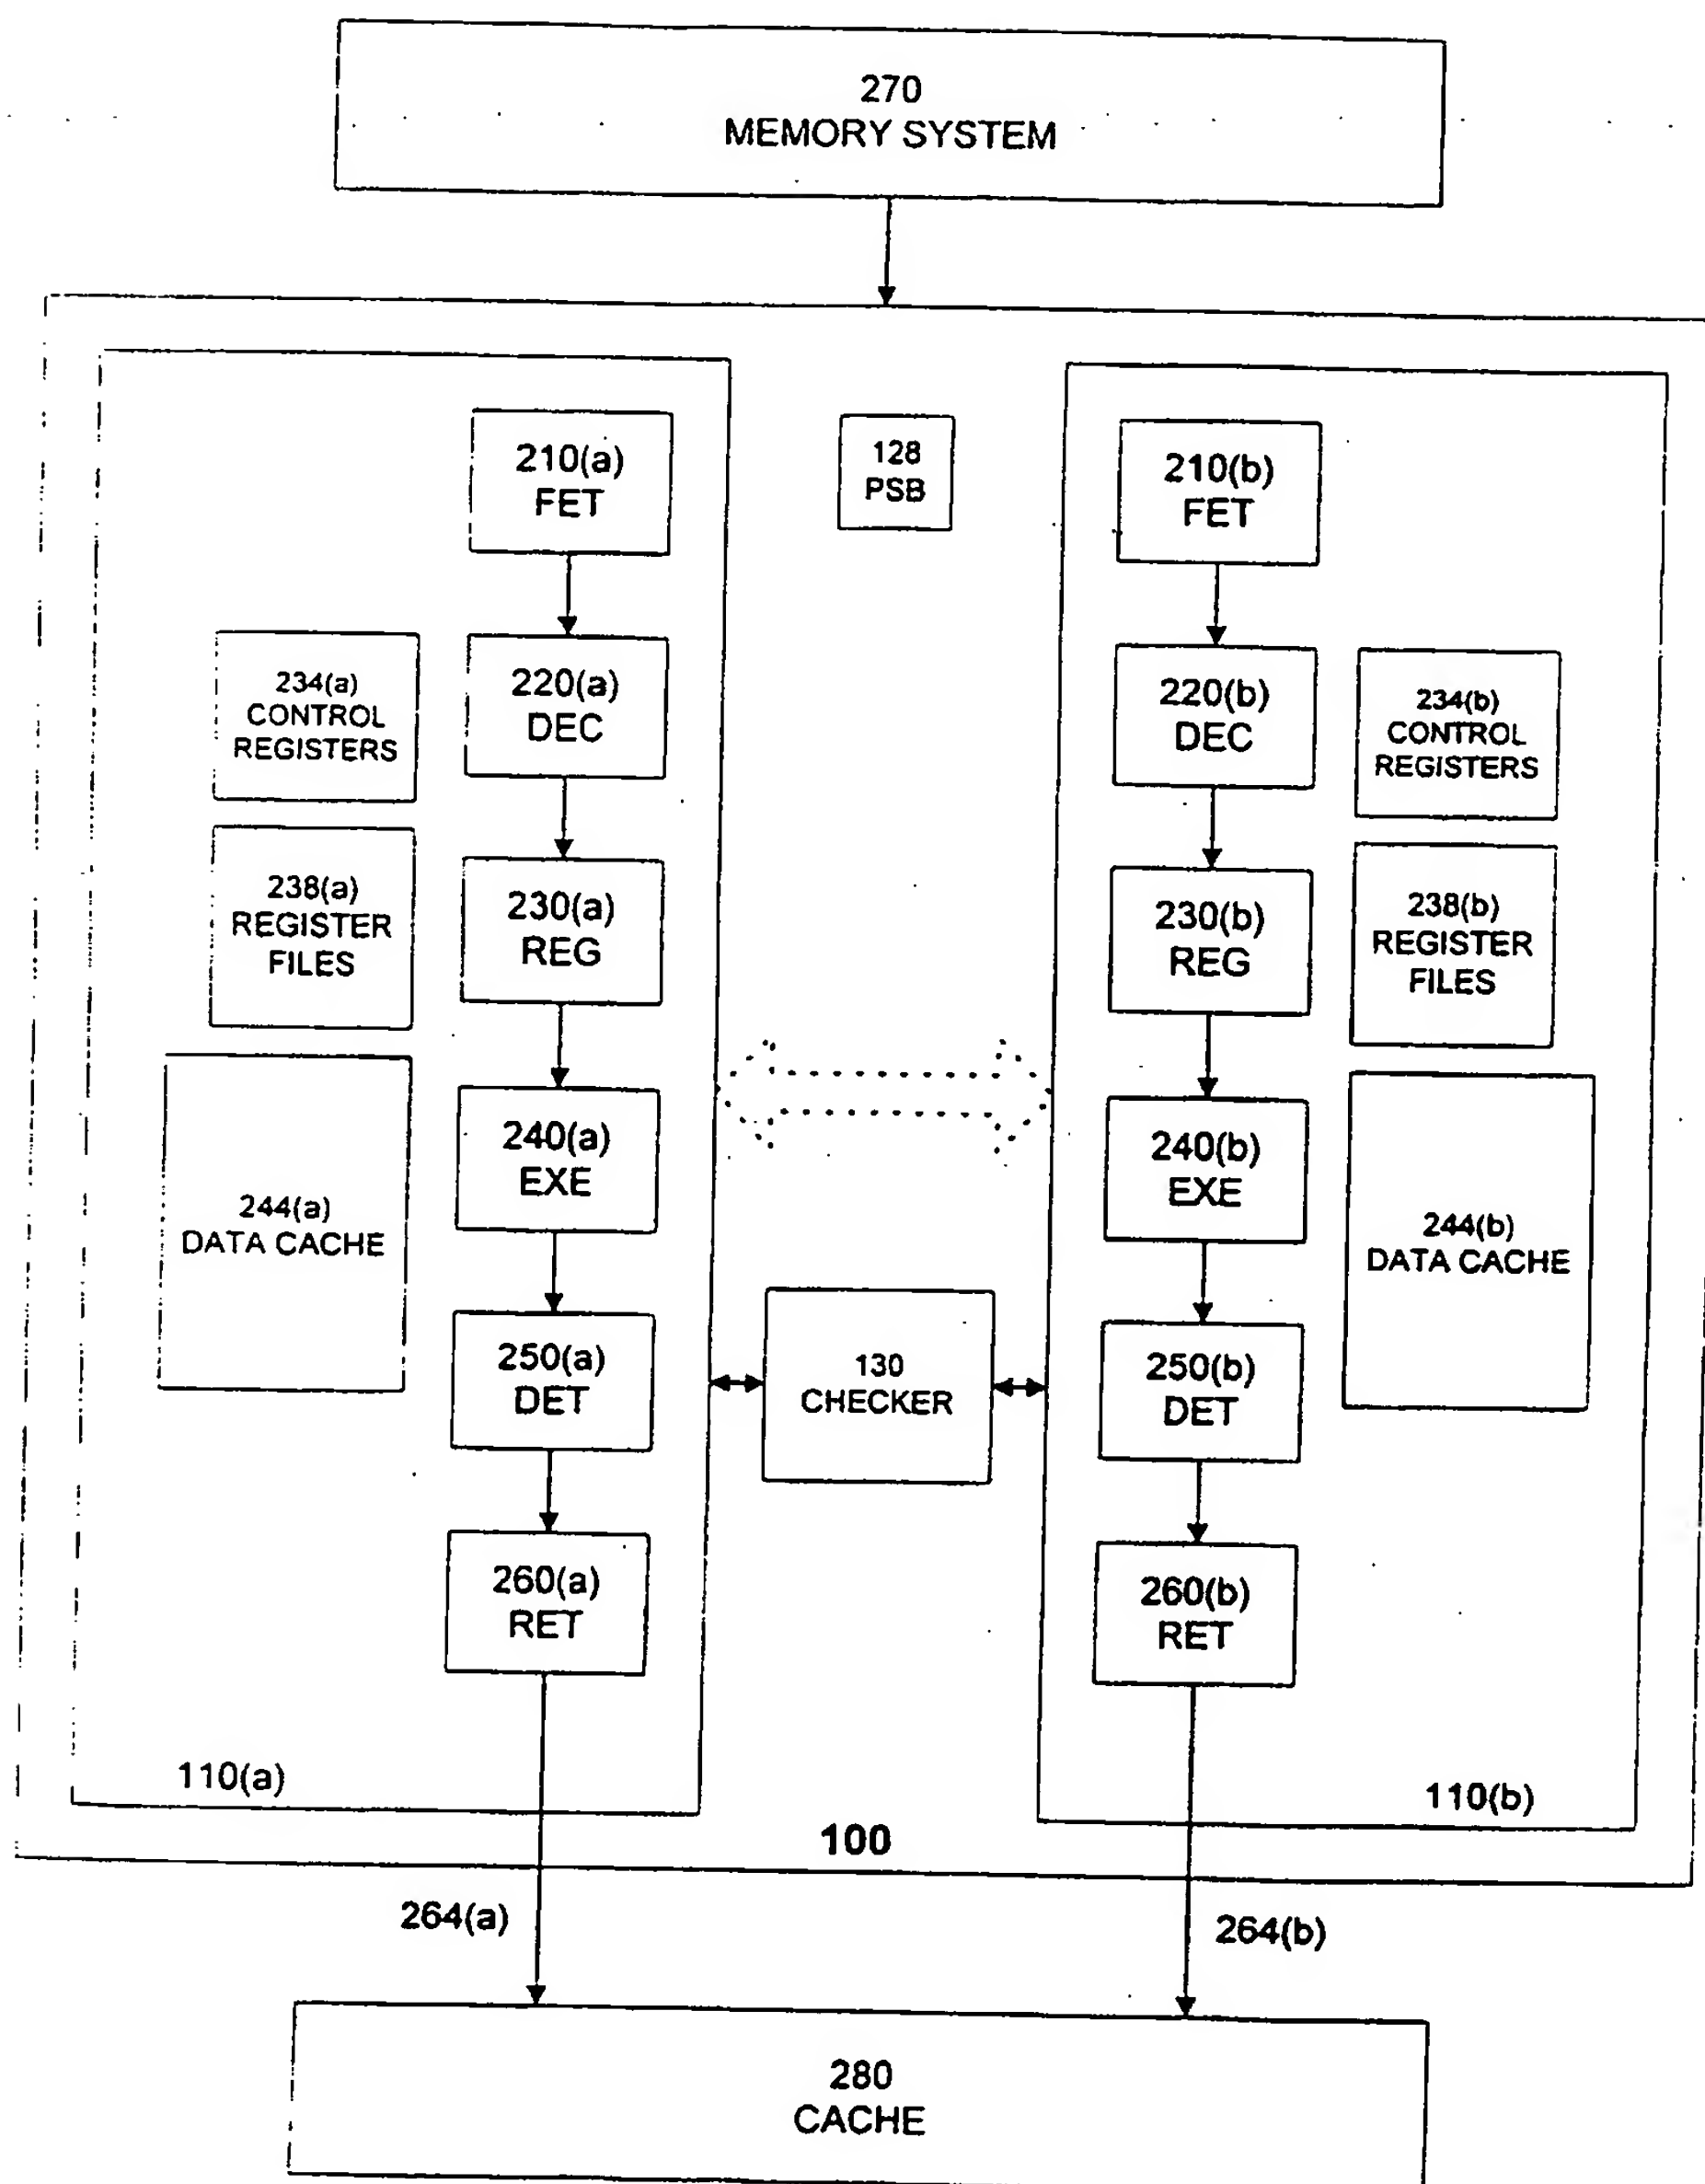 270
MEMORY SYSTEM
210(a)
FET
128
PSB
210(b)
FET
234(a)
CONTROL
REGISTERS
220(a)
DEC
220(b)
DEC
234(b)
CONTROL
REGISTERS
238(a)
REGISTER
FILES
230(a)
REG
230(b)
REG
238(b)
REGISTER
FILES
244(a)
DATA CACHE
240(a)
EXE
240(b)
EXE
244(b)
DATA CACHE
250(a)
DET
130
CHECKER
250(b)
DET
260(a)
RET
260(b)
RET
110(a)
110(b)
100
264(a)
264(b)
280
CACHE